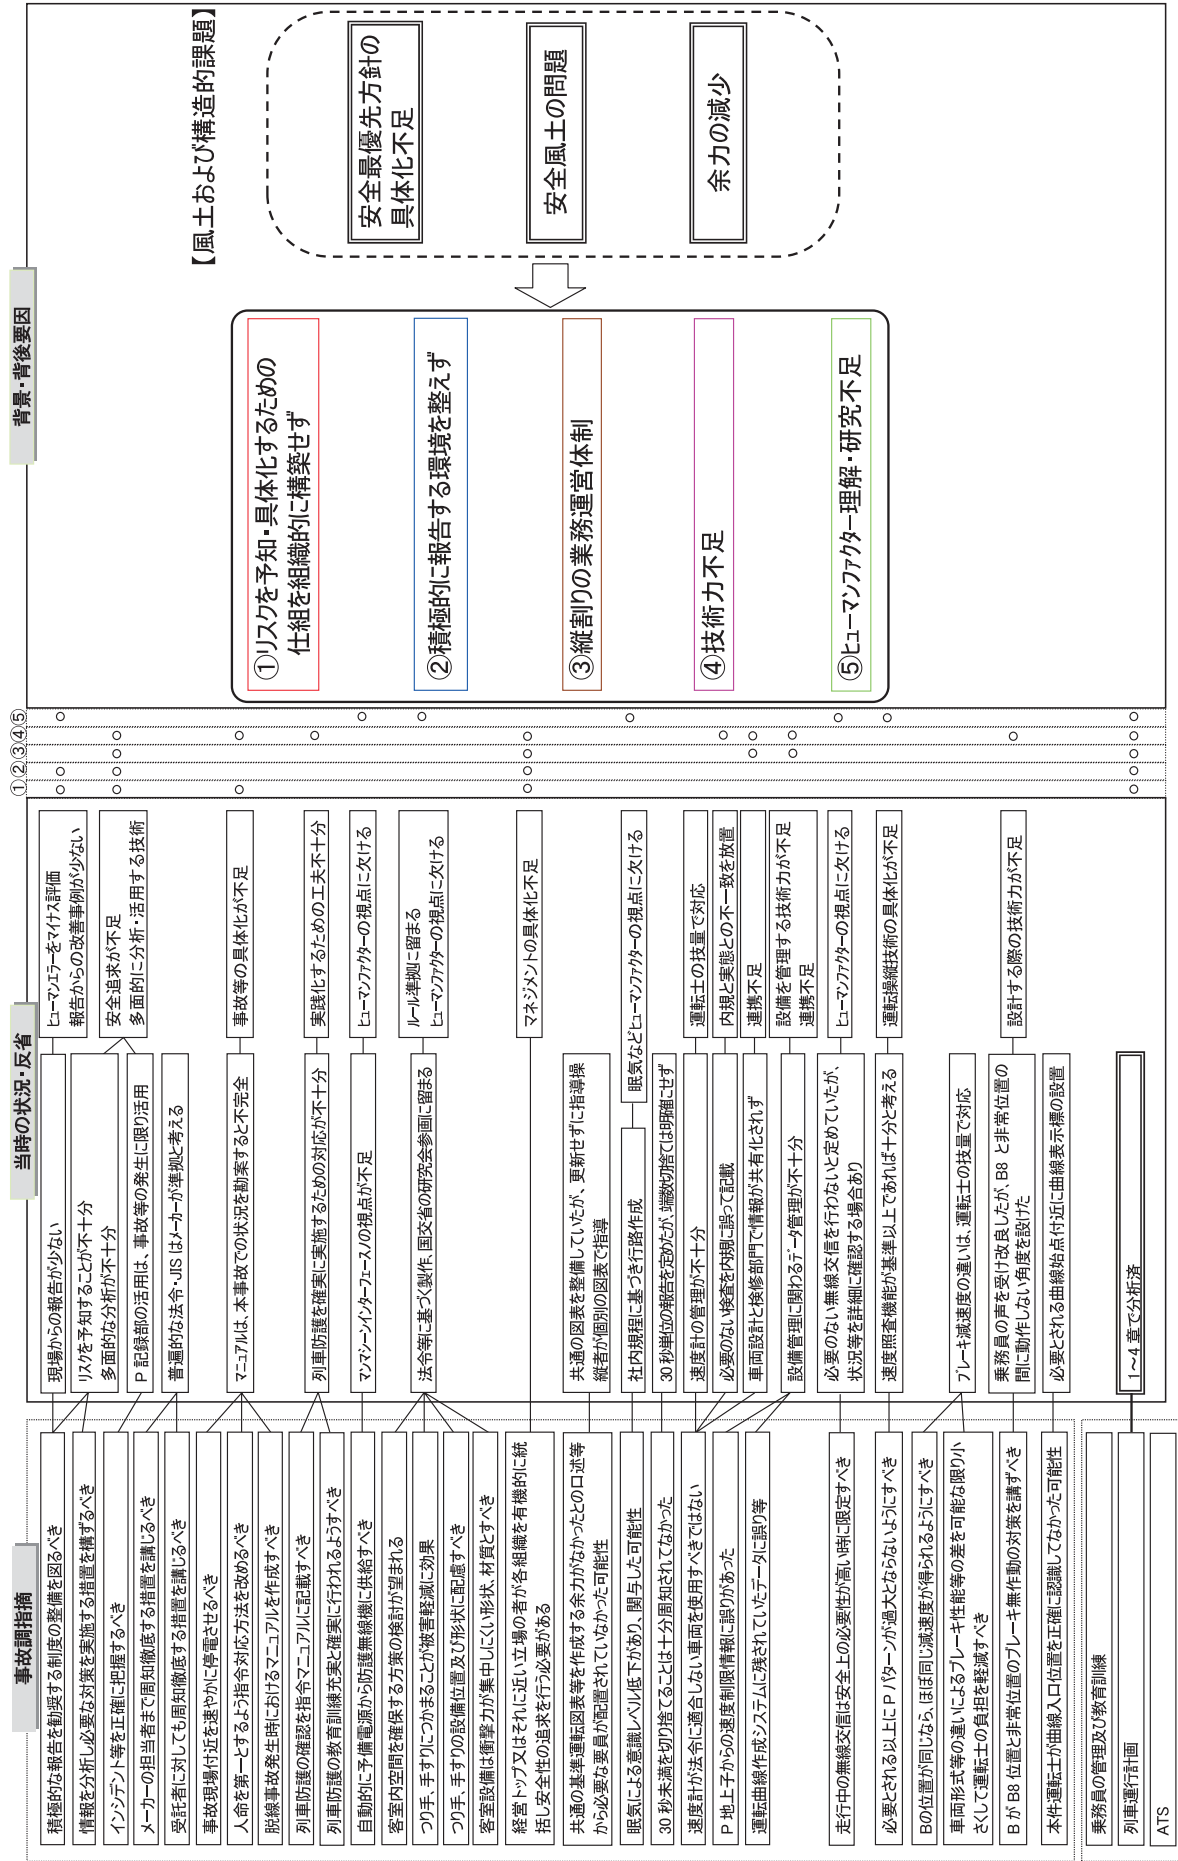 事故調指摘
積極的な報告を勧奨する制度の整備を図るべき
情報を分析し必要な対策を実施する措置を構ずるべき
インシデント等を正確に把握するべき
メーカーの担当者まで周知徹底する措置を講じるべき
受託者に対しても周知徹底する措置を講じるべき
事故現場付近を速やかに停電させるべき
人命を第一とするよう指令対応方法を改めるべき
脱線事故発生時におけるマニュアルを作成すべき
列車防護の確認を指令マニュアルに記載すべき
列車防護の教育訓練充実と確実に行われるようすべき
自動的に予備電源から防護無線機に供給すべき
客室内空間を確保する方策の検討が望まれる
つり手、手すりにつかまることが被害軽減に効果
つり手、手すりの設備位置及び形状に配慮すべき
客室設備は衝撃力が集中しにくい形状、材質とすべき
経営トップ又はそれに近い立場の者が各組織を有機的に統
括し安全性の追求を行う必要がある
共通の基準運転図表等を作成する余力がなかったとの口述等
から必要な要員が配置されていなかった可能性
眠気による意識レベル低下があり、関与した可能性
30秒未満を切り捨てることは十分周知されてなかった
速度計が法令に適合しない車両を使用すべきではない
P地上子からの速度制限情報に誤りがあった
運転曲線作成システムに残されていたデータに誤り等
走行中の無線交信は安全上の必要性が高い時に限定すべき
必要とされる以上にPパターンが過大とならないようにすべき
Bの位置が同じなら、ほぼ同じ減速度が得られるようにすべき
車両形式等の違いによるブレーキ性能等の差を可能な限り小
さくして運転士の負担を軽減すべき
BがB8位置と非常位置のブレーキ無作動の対策を講ずべき
本件運転士が曲線入口位置を正確に認識してなかった可能性
乗務員の管理及び教育訓練
列車運行計画
ATS
当時の状況・反省
現場からの報告が少ない
リスクを予知することが不十分
多面的な分析が不十分
P記録部の活用は、事故等の発生に限り活用
普遍的な法令・JISはメーカーが準拠と考える
マニュアルは、本事故での状況を勘案すると不完全
列車防護を確実に実施するための対応が不十分
マンマシーンインターフェースの視点が不足
法令等に基づく製作、国交省の研究会参画に留まる
共通の図表を整備していたが、更新せずに指導操
縦者が個別の図表で指導
社内規程に基づき行路作成
30秒単位の報告を定めたが、端数切捨ては明確にせず
速度計の管理が不十分
必要のない検査を内規に誤って記載
車両設計と検修部門で情報が共有化されず
設備管理に関わるデータ管理が不十分
必要のない無線交信を行わないと定めていたが、
状況等を詳細に確認する場合あり
速度照査機能が基準以上であれば十分と考える
ブレーキ減速度の違いは、運転士の技量で対応
乗務員の声を受け改良したが、B8と非常位置の
間に動作しない角度を設けた
必要とされる曲線始点付近に曲線表示標の設置
1～4章で分析済
ヒューマンエラーをマイナス評価
報告からの改善事例が少ない
安全追求が不足
多面的に分析・活用する技術
事故等の具体化が不足
実践化するための工夫不十分
ヒューマンファクターの視点に欠ける
ルール準拠に留まる
ヒューマンファクターの視点に欠ける
マネジメントの具体化不足
眠気などヒューマンファクターの視点に欠ける
運転士の技量で対応
内規と実態との不一致を放置
連携不足
設備を管理する技術力が不足
連携不足
ヒューマンファクターの視点に欠ける
運転操縦技術の具体化が不足
設計する際の技術力が不足
①②③④⑤
背景・背後要因
①リスクを予知・具体化するための
仕組を組織的に構築せず
②積極的に報告する環境を整えず
③縦割りの業務運営体制
④技術力不足
⑤ヒューマンファクター理解・研究不足
【風土および構造的課題】
安全最優先方針の
具体化不足
安全風土の問題
余力の減少